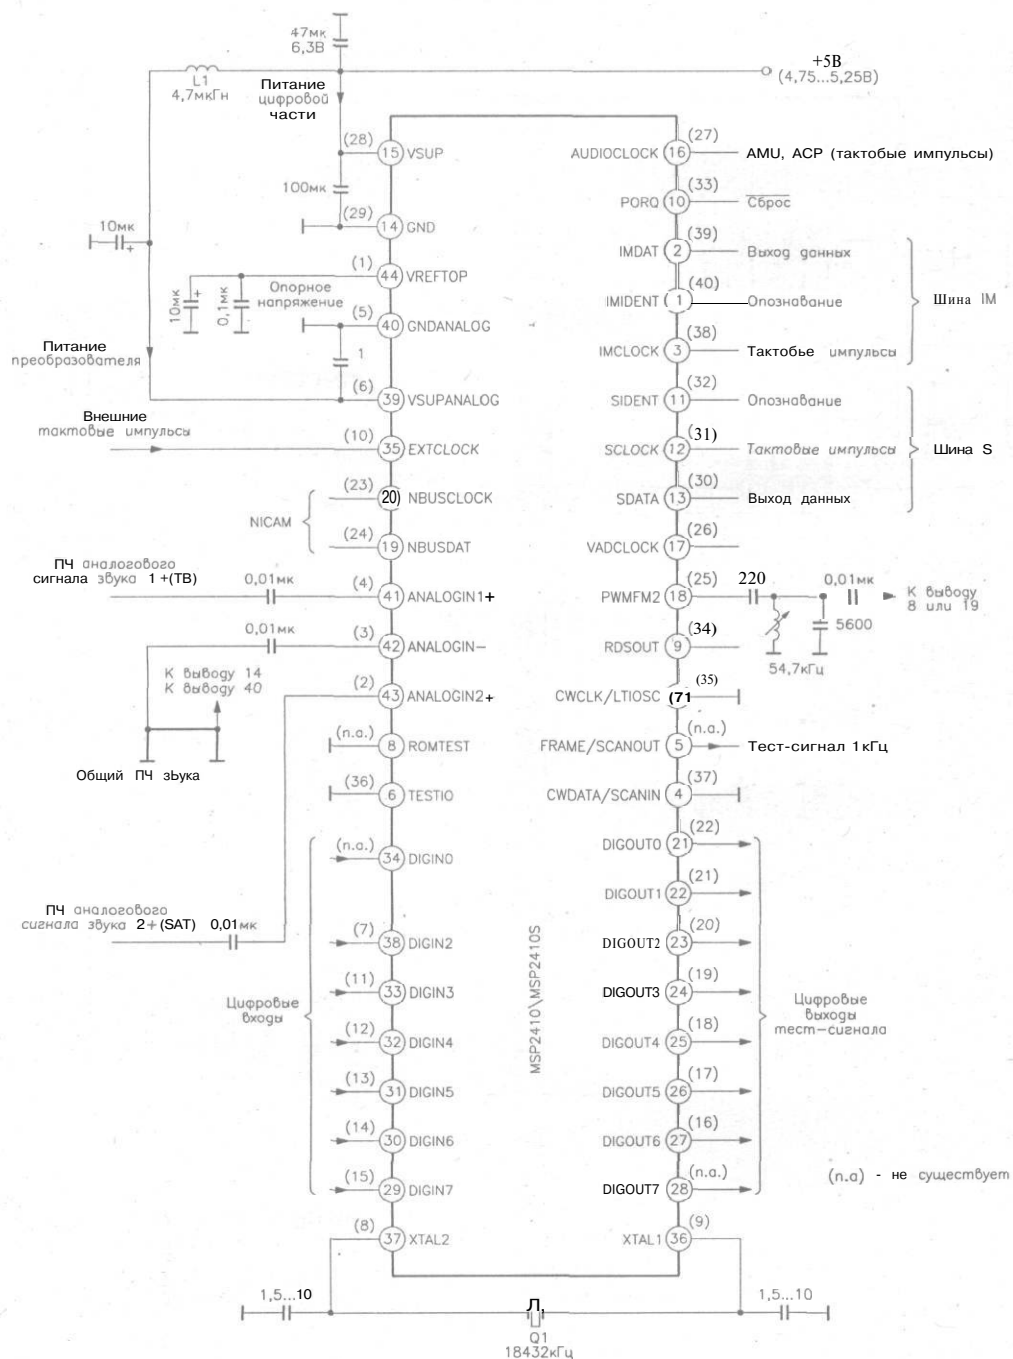 47мк
6,3В
+5В
(4,75...5,25В)
L1
4,7мкГн
Питание
цифровой
части
(28)
15 VSUP
100мк
(29)
14 GND
10мк
+
(1)
44 VREFTOP
10мк
+
0,1мк
Опорное
напряжение
(5)
40 GNDANALOG
Питание
преобразователя
1
(6)
39 VSUPANALOG
Внешние
тактовые импульсы
(10)
35 EXTCLOCK
(23)
20) NBUSCLOCK
NICAM
(24)
19 NBUSDAT
ПЧ аналогового
сигнала звука 1+(ТВ)
0,01мк
(4)
41 ANALOGIN1+
0,01мк
(3)
42 ANALOGIN−
К выводу 14
К выводу 40
(2)
43 ANALOGIN2+
(n.a.)
8 ROMTEST
Общий ПЧ зЬука
(36)
6 TESTIO
(n.a.)
34 DIGIN0
ПЧ аналогового
сигнала звука 2+(SAT) 0,01мк
(7)
38 DIGIN2
(11)
33 DIGIN3
Цифровые
входы
(12)
32 DIGIN4
(13)
31 DIGIN5
(14)
30 DIGIN6
(15)
29 DIGIN7
(8)
37 XTAL2
MSP2410\MSP2410S
(27)
AUDIOCLOCK 16 AMU, ACP (тактобые импульсы)
(33)
PORQ 10 Сброс
(39)
IMDAT 2 Выход данных
(40)
IMIDENT 1 Опознавание
Шина IM
(38)
IMCLOCK 3 Тактобье импульсы
(32)
SIDENT 11 Опознавание
(31)
SCLOCK 12 Тактовые импульсы
Шина S
(30)
SDATA 13 Выход данных
(26)
VADCLOCK 17
(25)
PWMFM2 18
220
0,01мк
К выводу
8 или 19
5600
54,7кГц
(34)
RDSOUT 9
(35)
CWCLK/LTIOSC (71
(n.a.)
FRAME/SCANOUT 5 Тест-сигнал 1кГц
(37)
CWDATA/SCANIN 4
(22)
DIGOUT0 21
(21)
DIGOUT1 22
(20)
DIGOUT2 23
(19)
DIGOUT3 24
Цифровые
выходы
тест−сигнала
(18)
DIGOUT4 25
(17)
DIGOUT5 26
(16)
DIGOUT6 27
(n.a.)
DIGOUT7 28
(n.a) - не существует
(9)
XTAL1 36
1,5...10
Л,
1,5...10
Q1
18432кГц